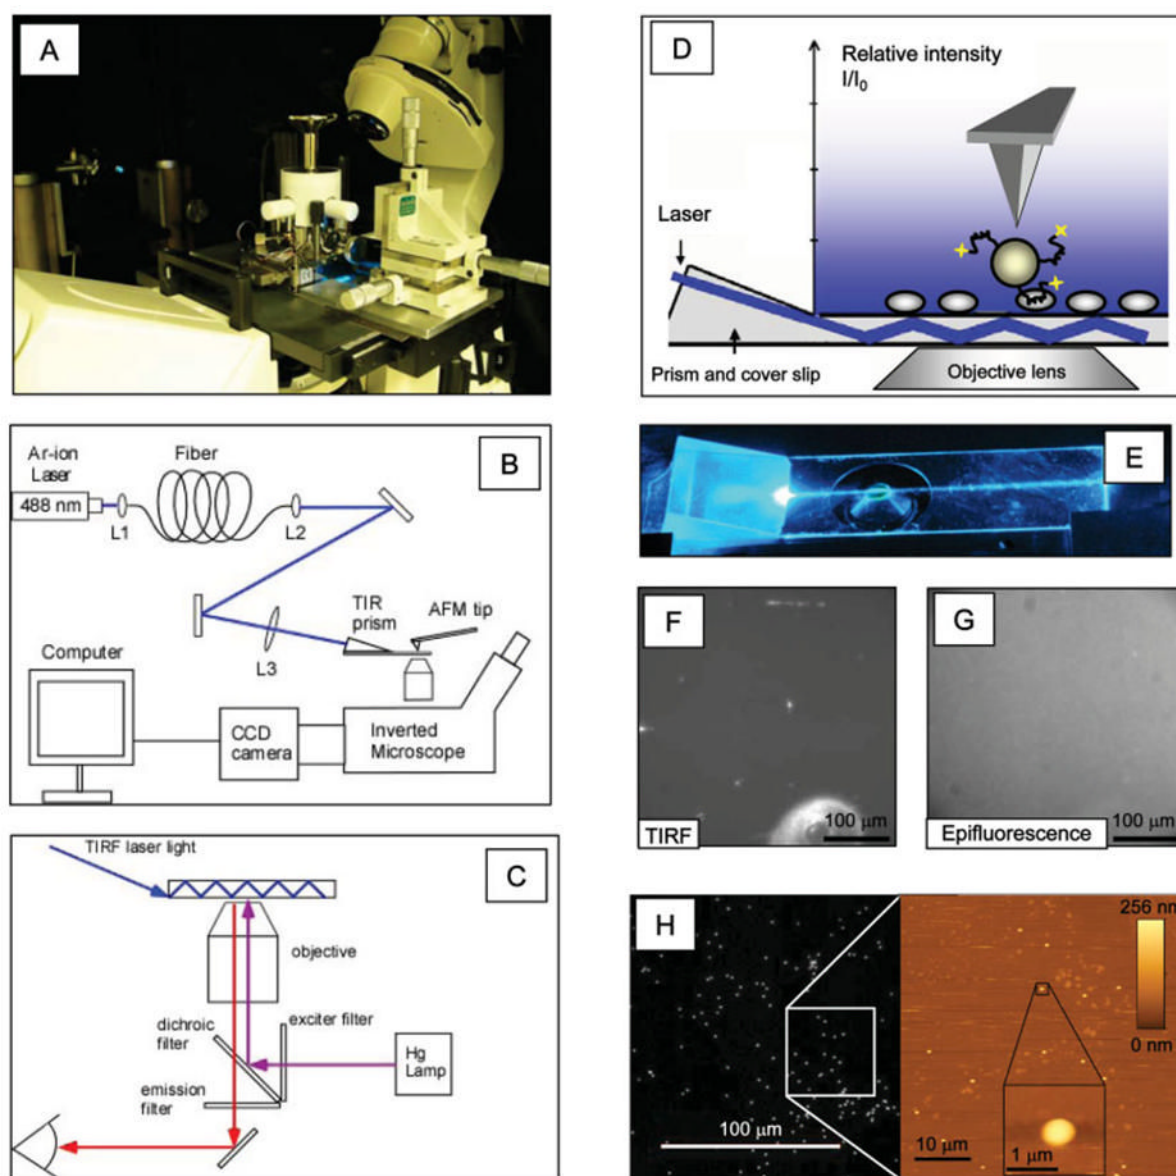 A
B
Ar-ion
Laser
488 nm
Fiber
L1
L2
TIR
prism
AFM tip
L3
Computer
CCD
camera
Inverted
Microscope
C
TIRF laser light
objective
dichroic
filter
exciter filter
Hg
Lamp
emission
filter
D
Relative intensity
I/I0
Laser
Prism and cover slip
Objective lens
E
F
TIRF
100 μm
G
Epifluorescence
100 μm
H
100 μm
256 nm
0 nm
10 μm
1 μm